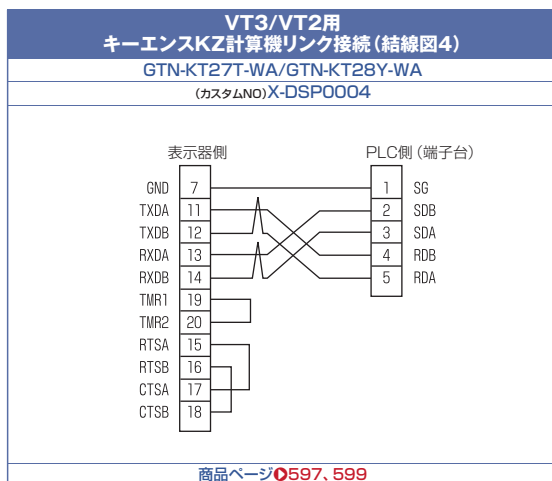 VT3/VT2用
キーエンスKZ計算機リンク接続(結線図4)
GTN-KT27T-WA/GTN-KT28Y-WA
(カスタムNO)X-DSP0004
表示器側 PLC側(端子台)
GND 7 1 SG
TXDA 11 2 SDB
TXDB 12 3 SDA
RXDA 13 4 RDB
RXDB 14 5 RDA
TMR1 19
TMR2 20
RTSA 15
RTSB 16
CTSA 17
CTSB 18
商品ページ597、599